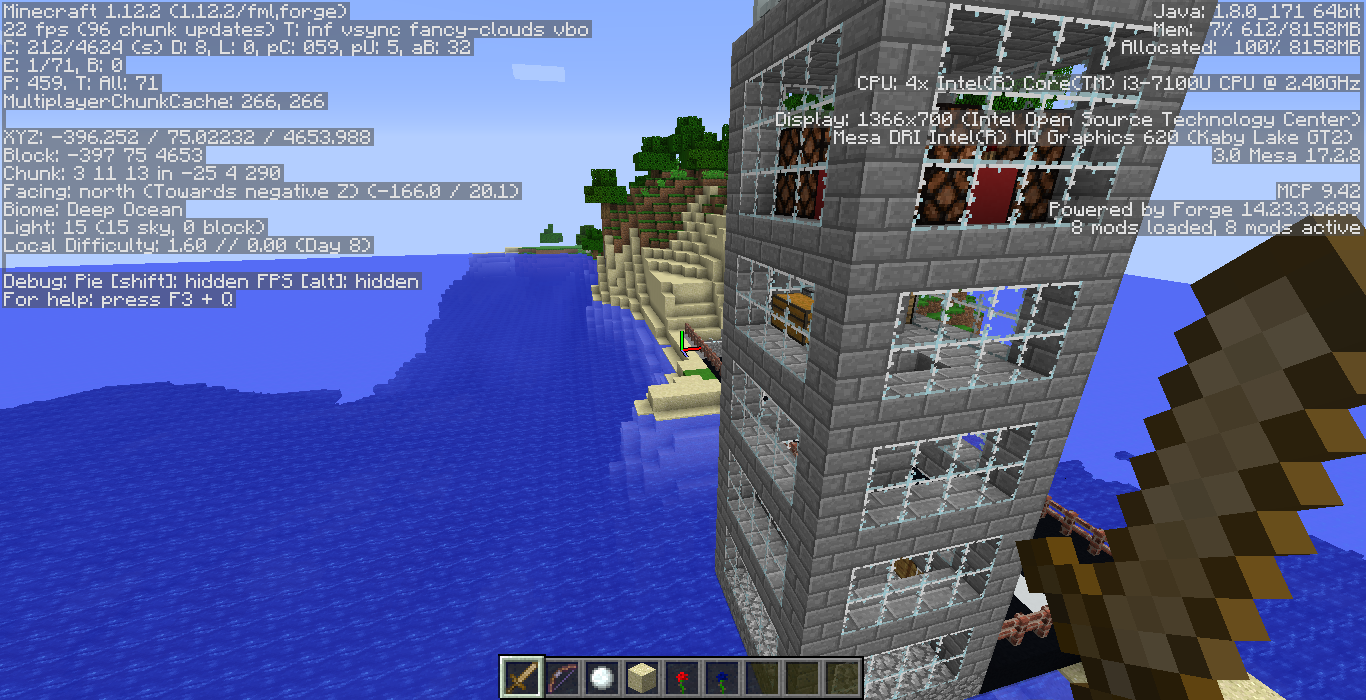 Minecraft 1.12.2 (1.12.2/fml,forge)
22 fps (96 chunk updates) T: inf vsync fancy-clouds vbo
C: 212/4624 (s) D: 8, L: 0, pC: 059, pU: 5, aB: 32
E: 1/71, B: 0
P: 459. T: All: 71
MultiplayerChunkCache: 266, 266
XYZ: -396.252 / 75.02232 / 4653.988
Block: -397 75 4653
Chunk: 3 11 13 in -25 4 290
Facing: north (Towards negative Z) (-166.0 / 20.1)
Biome: Deep Ocean
Light: 15 (15 sky, 0 block)
Local Difficulty: 1.60 // 0.00 (Day 8)
Debug: Pie [shift]: hidden FPS [alt]: hidden
For help: press F3 + Q
Java: 1.8.0_171 64bit
Mem: 7% 612/8158MB
Allocated: 100% 8158MB
CPU: 4x Intel(R) Core(TM) i3-7100U CPU @ 2.40GHz
Display: 1366x700 (Intel Open Source Technology Center)
Mesa DRI Intel(R) HD Graphics 620 (Kaby Lake GT2)
3.0 Mesa 17.2.8
MCP 9.42
Powered by Forge 14.23.3.2689
8 mods loaded, 8 mods active